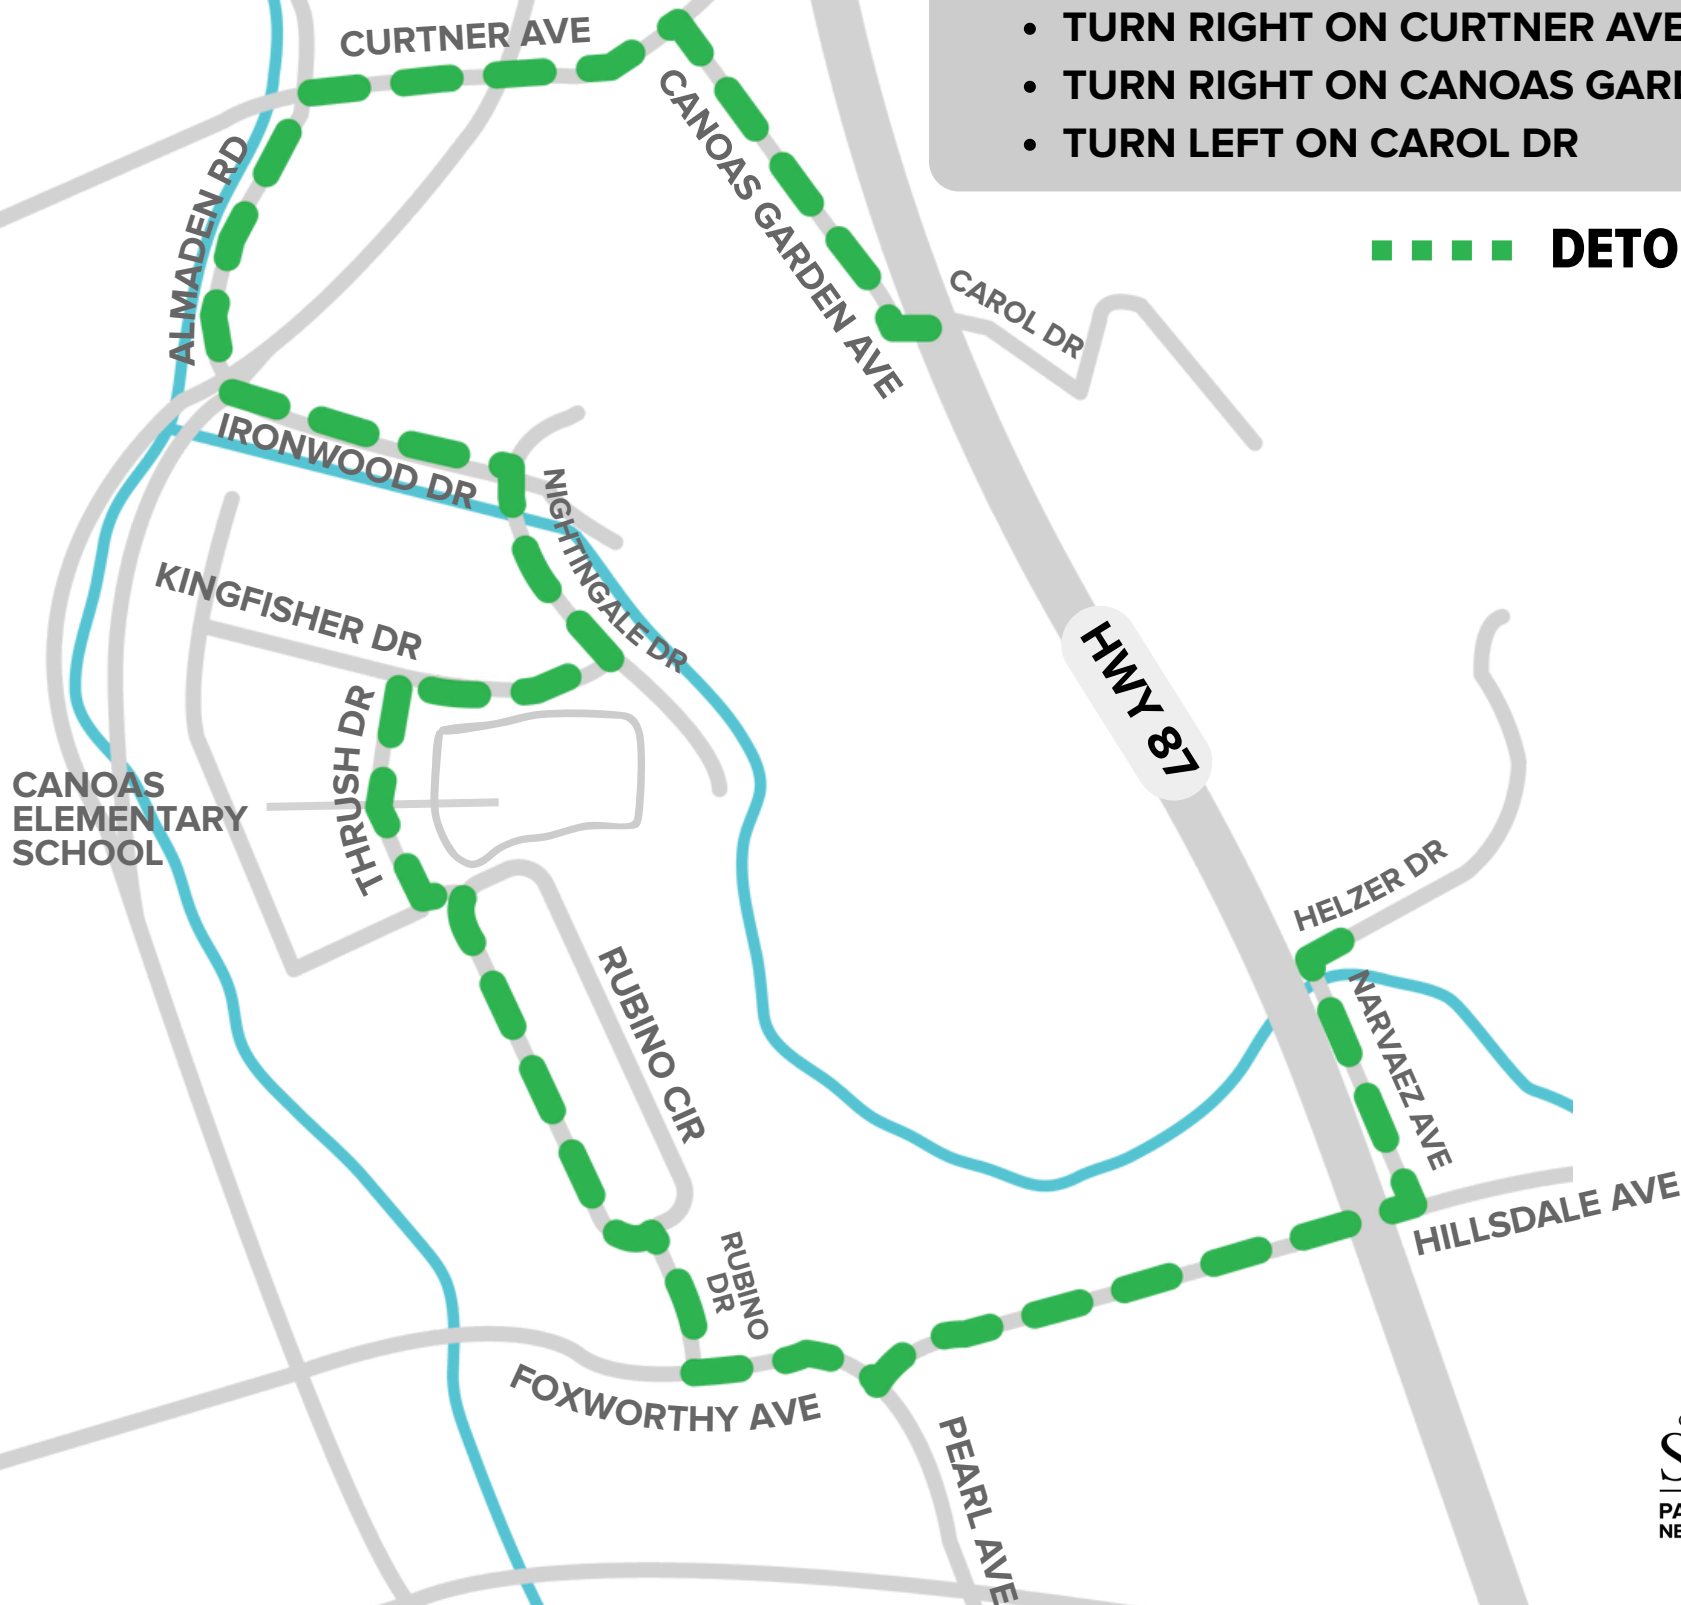 CURTNER AVE
• TURN RIGHT ON CURTNER AVE
• TURN RIGHT ON CANOAS
• TURN LEFT ON CAROL DR
CANOAS GARDEN AVE
ALMADEN RD
CAROL DR
IRONWOOD DR
NIGHTINGALE DR
KINGFISHER DR
HWY 87
THRUSH DR
CANOAS
ELEMENTARY
SCHOOL
HELZER DR
RUBINO CIR
NARVAEZ AVE
HILLSDALE AVE
RUBINO
DR
FOXWORTHY AVE
PEARL AVE